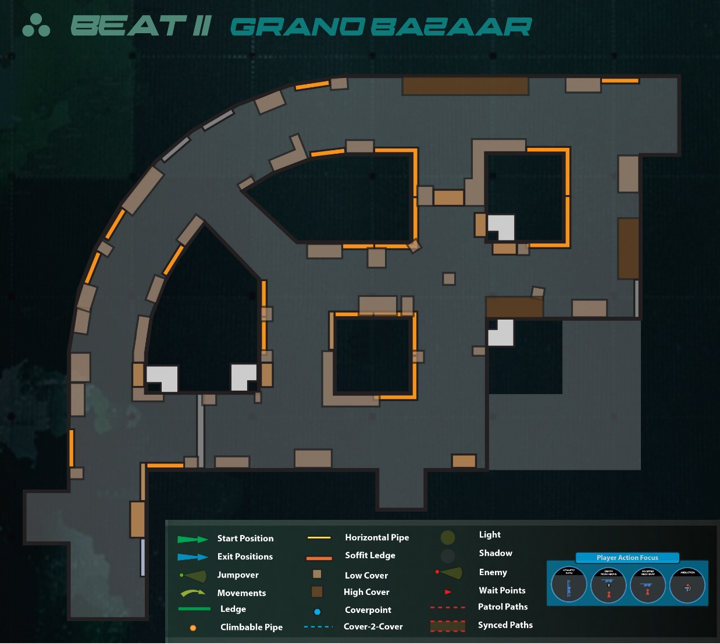 BEAT II GRAND BAZAAR
Start Position
Exit Positions
Jumpover
Movements
Ledge
Climbable Pipe
Horizontal Pipe
Soffit Ledge
Low Cover
High Cover
Coverpoint
Cover-2-Cover
Light
Shadow
Enemy
Wait Points
Patrol Paths
Synced Paths
Player Action Focus